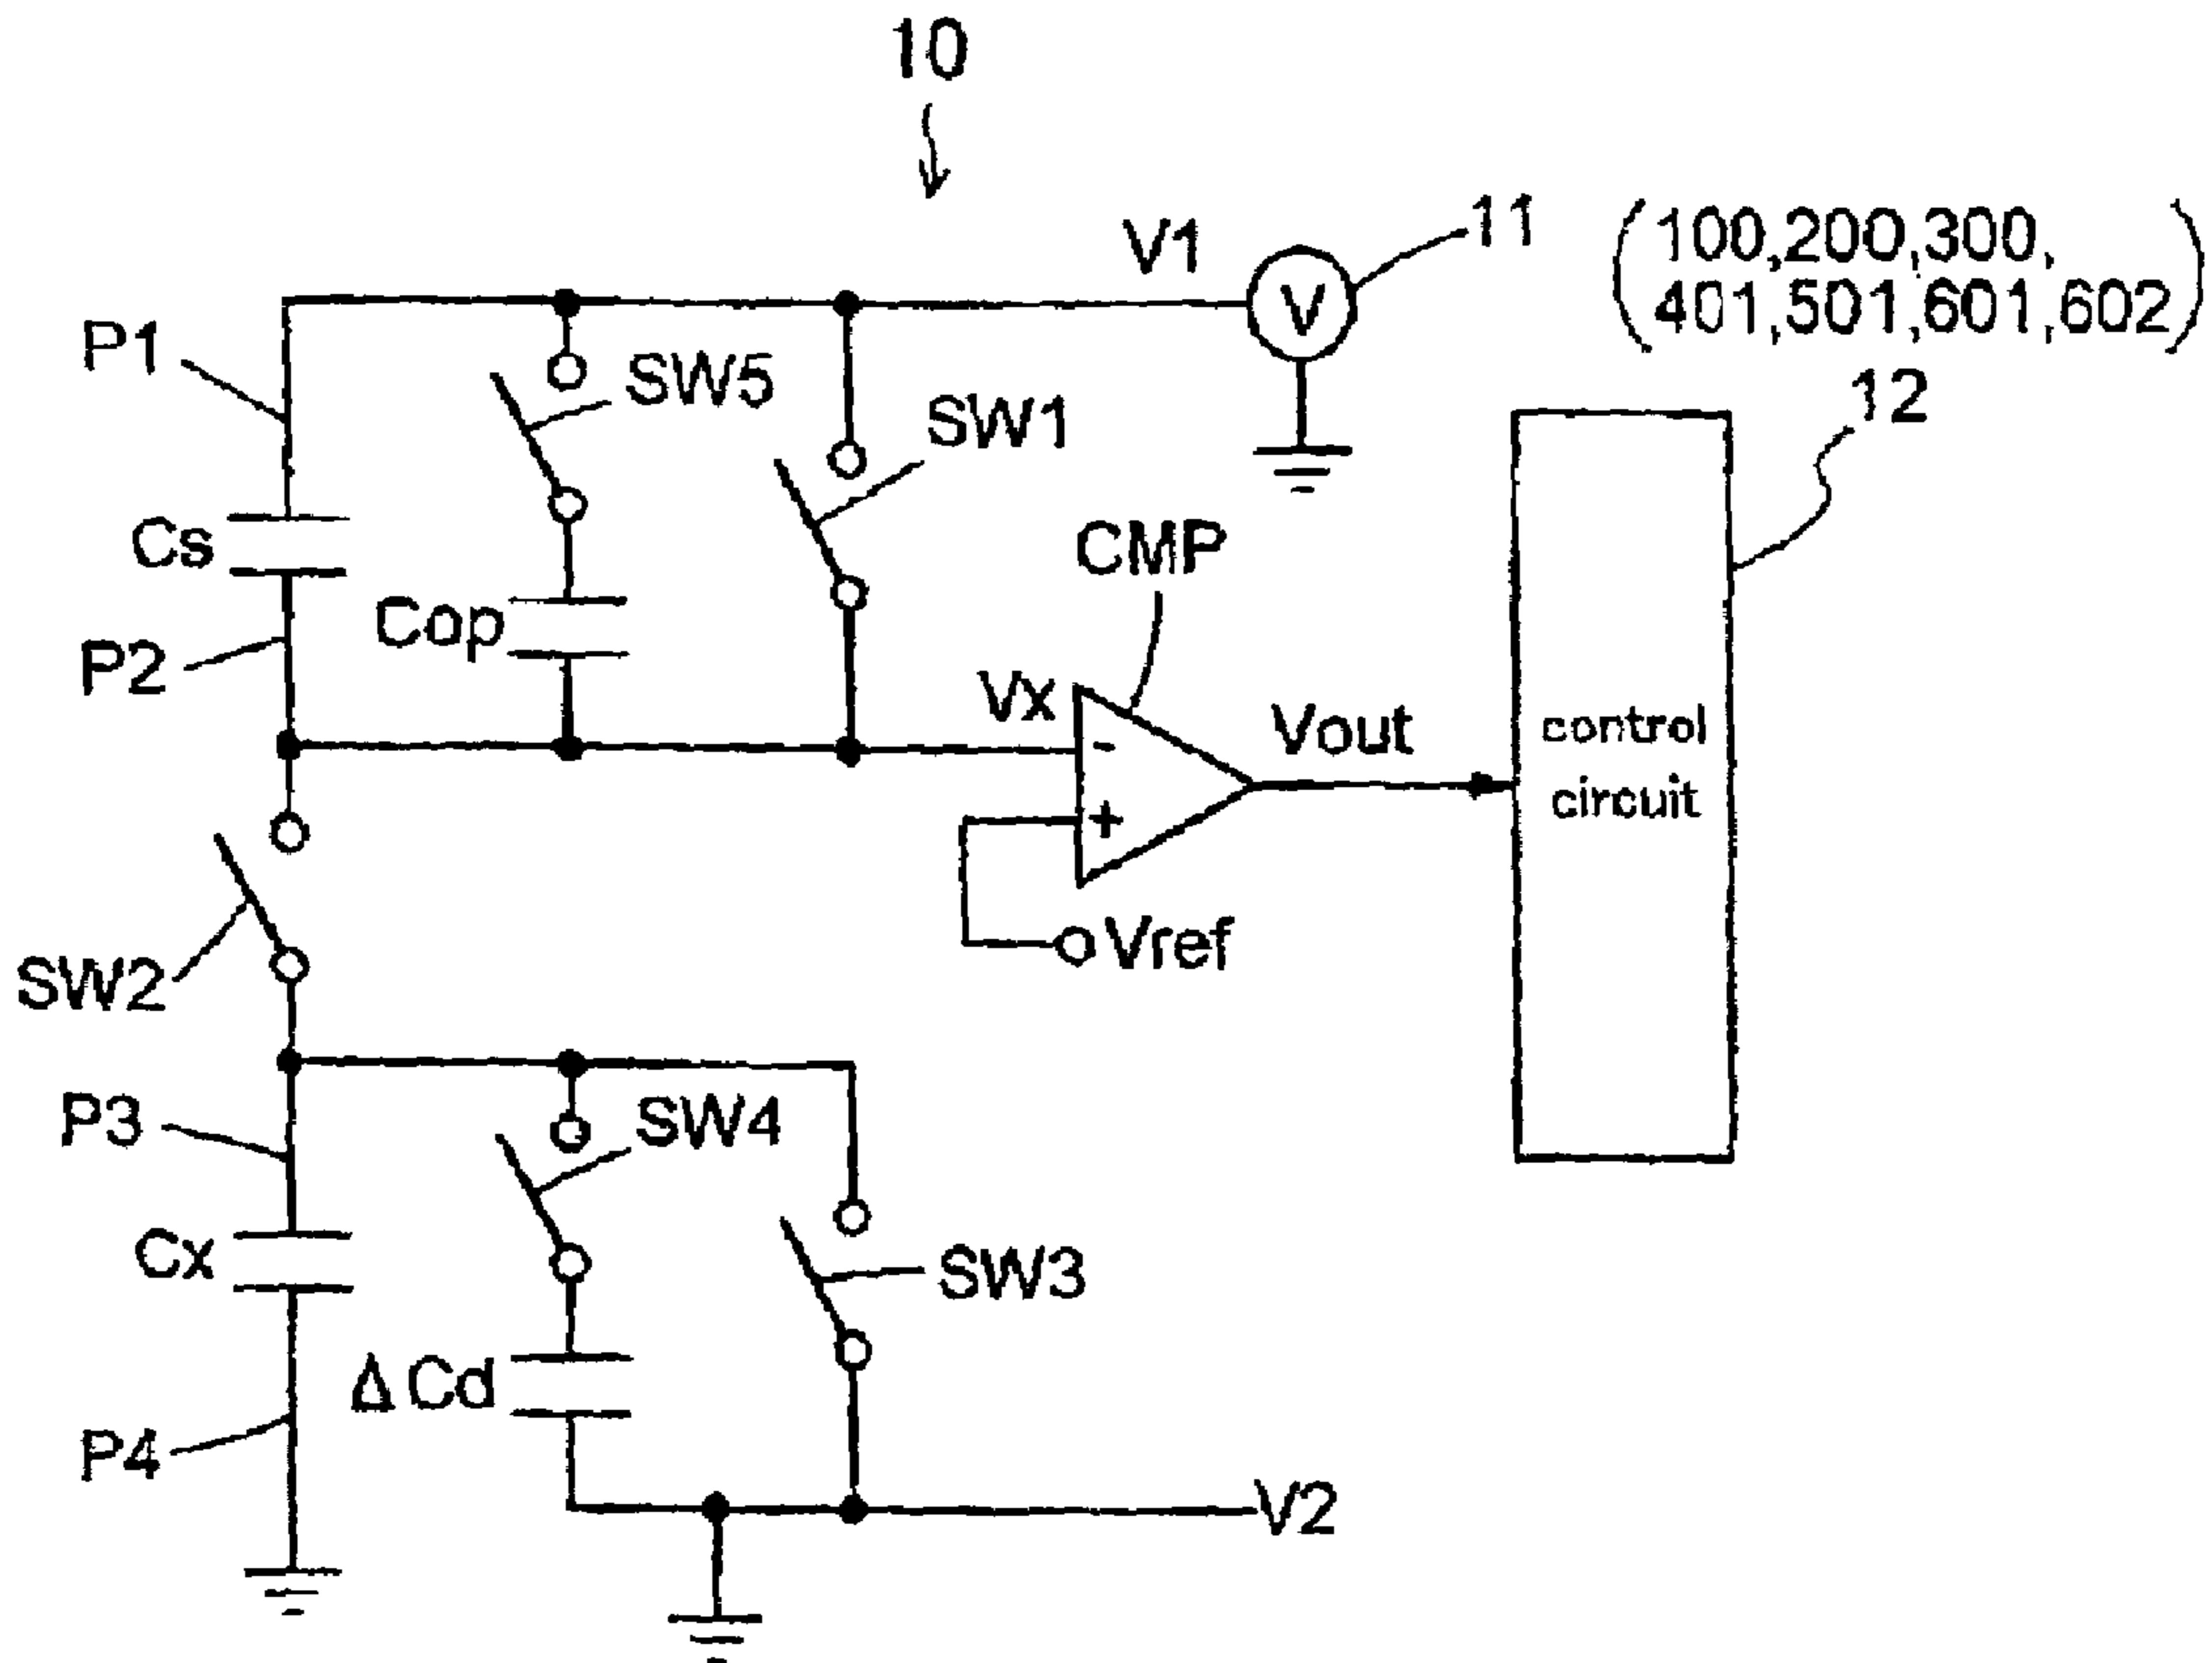 10
V1
11
100,200,300,
401,501,601,602
P1
SW5
SW1
12
Cs
CMP
Cop
P2
Vx
-
Vout
control
circuit
+
Vref
SW2
P3
SW4
Cx
SW3
V
Δ Cd
P4
V2